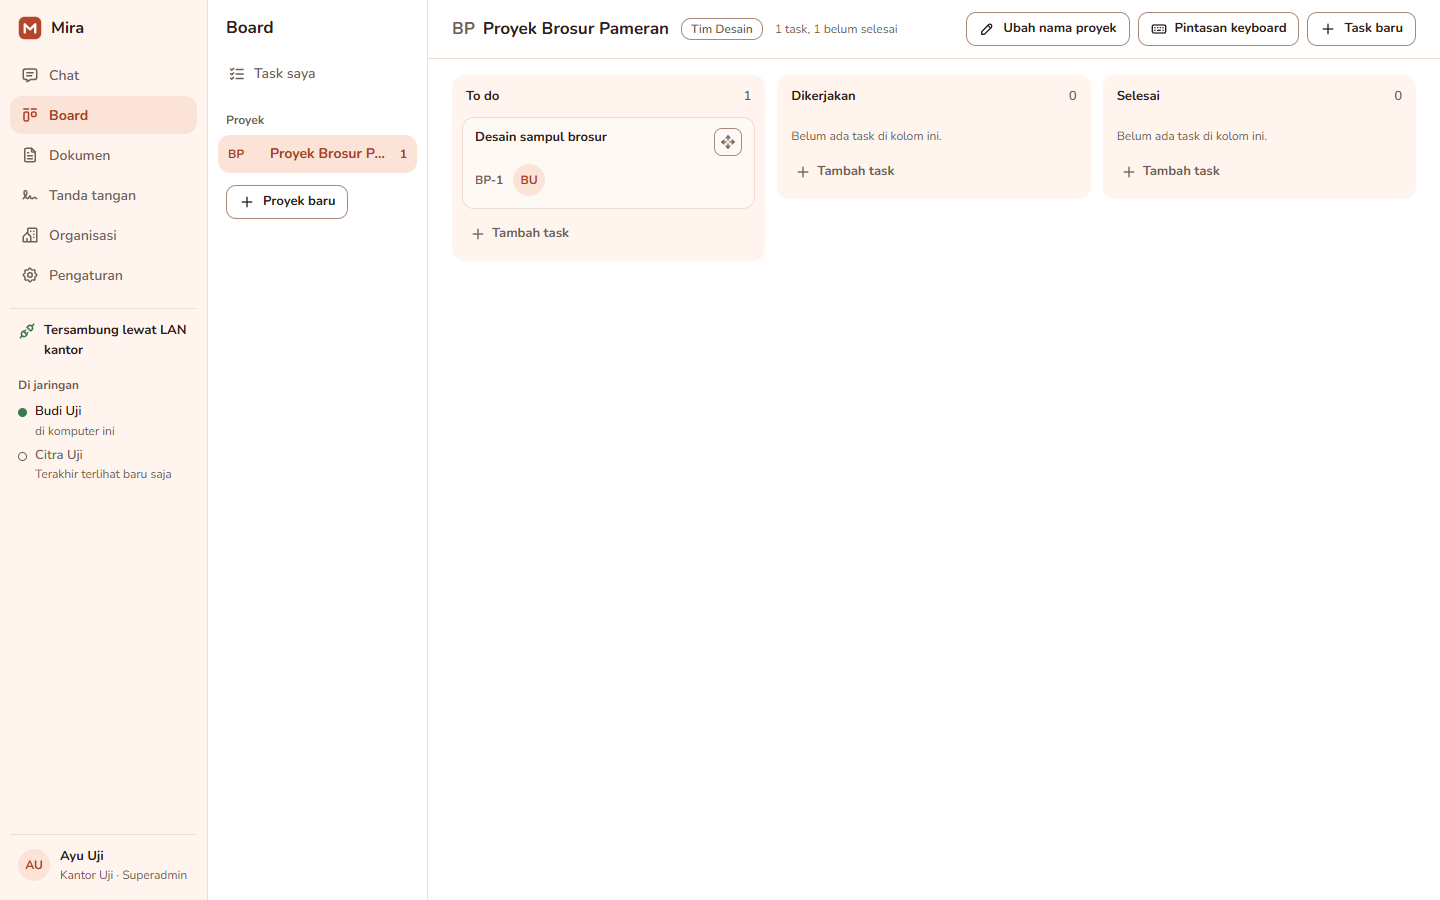 Mira
Chat
Board
Dokumen
Tanda tangan
Organisasi
Pengaturan
Tersambung lewat LAN
kantor
Di jaringan
Budi Uji
di komputer ini
Citra Uji
Terakhir terlihat baru saja
AU
Ayu Uji
Kantor Uji · Superadmin
Board
Task saya
Proyek
BP Proyek Brosur P... 1
Proyek baru
BP Proyek Brosur Pameran Tim Desain 1 task, 1 belum selesai
Ubah nama proyek
Pintasan keyboard
Task baru
To do 1
Desain sampul brosur
BP-1 BU
Tambah task
Dikerjakan 0
Belum ada task di kolom ini.
Tambah task
Selesai 0
Belum ada task di kolom ini.
Tambah task